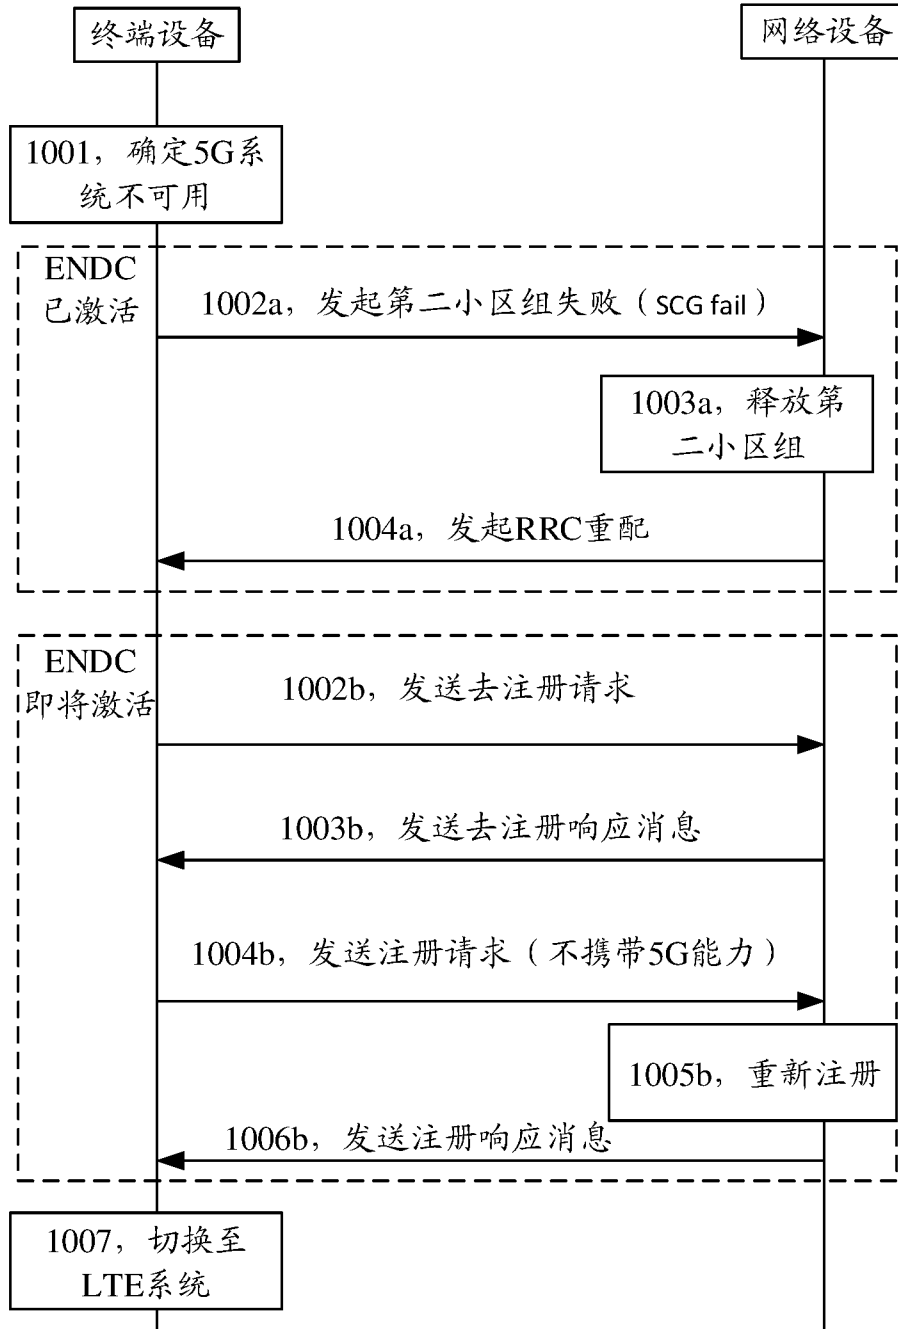 终端设备
网络设备
1001，确定5G系
统不可用
ENDC
已激活
1002a，发起第二小区组失败（SCG fail）
1003a，释放第
二小区组
1004a，发起RRC重配
ENDC
即将激活
1002b，发送去注册请求
1003b，发送去注册响应消息
1004b，发送注册请求（不携带5G能力）
1005b，重新注册
1006b，发送注册响应消息
1007，切换至
LTE系统